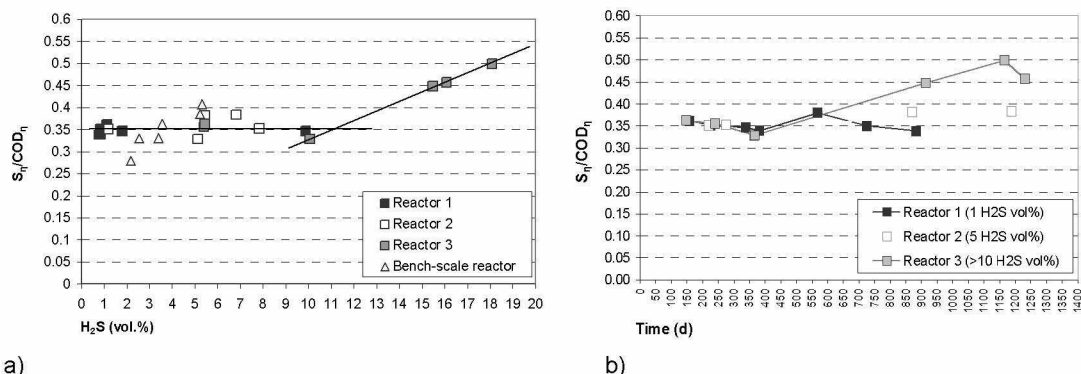 0.6
0.55
0.5
0.45
0.4
0.35
0.3
0.25
0.2
0.15
0.1
0.05
0
Sη/CODη
0 1 2 3 4 5 6 7 8 9 10 11 12 13 14 15 16 17 18 19 20
H₂S (vol.%)
Reactor 1
Reactor 2
Reactor 3
Bench-scale reactor
a)
0.60
0.55
0.50
0.45
0.40
0.35
0.30
0.25
0.20
0.15
0.10
0.05
0.00
Sη/CODη
0 50 150 200 250 300 350 400 450 500 550 600 650 700 750 800 850 900 1000 1050 1100 1150 1200 1250 1300 1350 1400
Time (d)
Reactor 1 (1 H2S vol%)
Reactor 2 (5 H2S vol%)
Reactor 3 (>10 H2S vol%)
b)